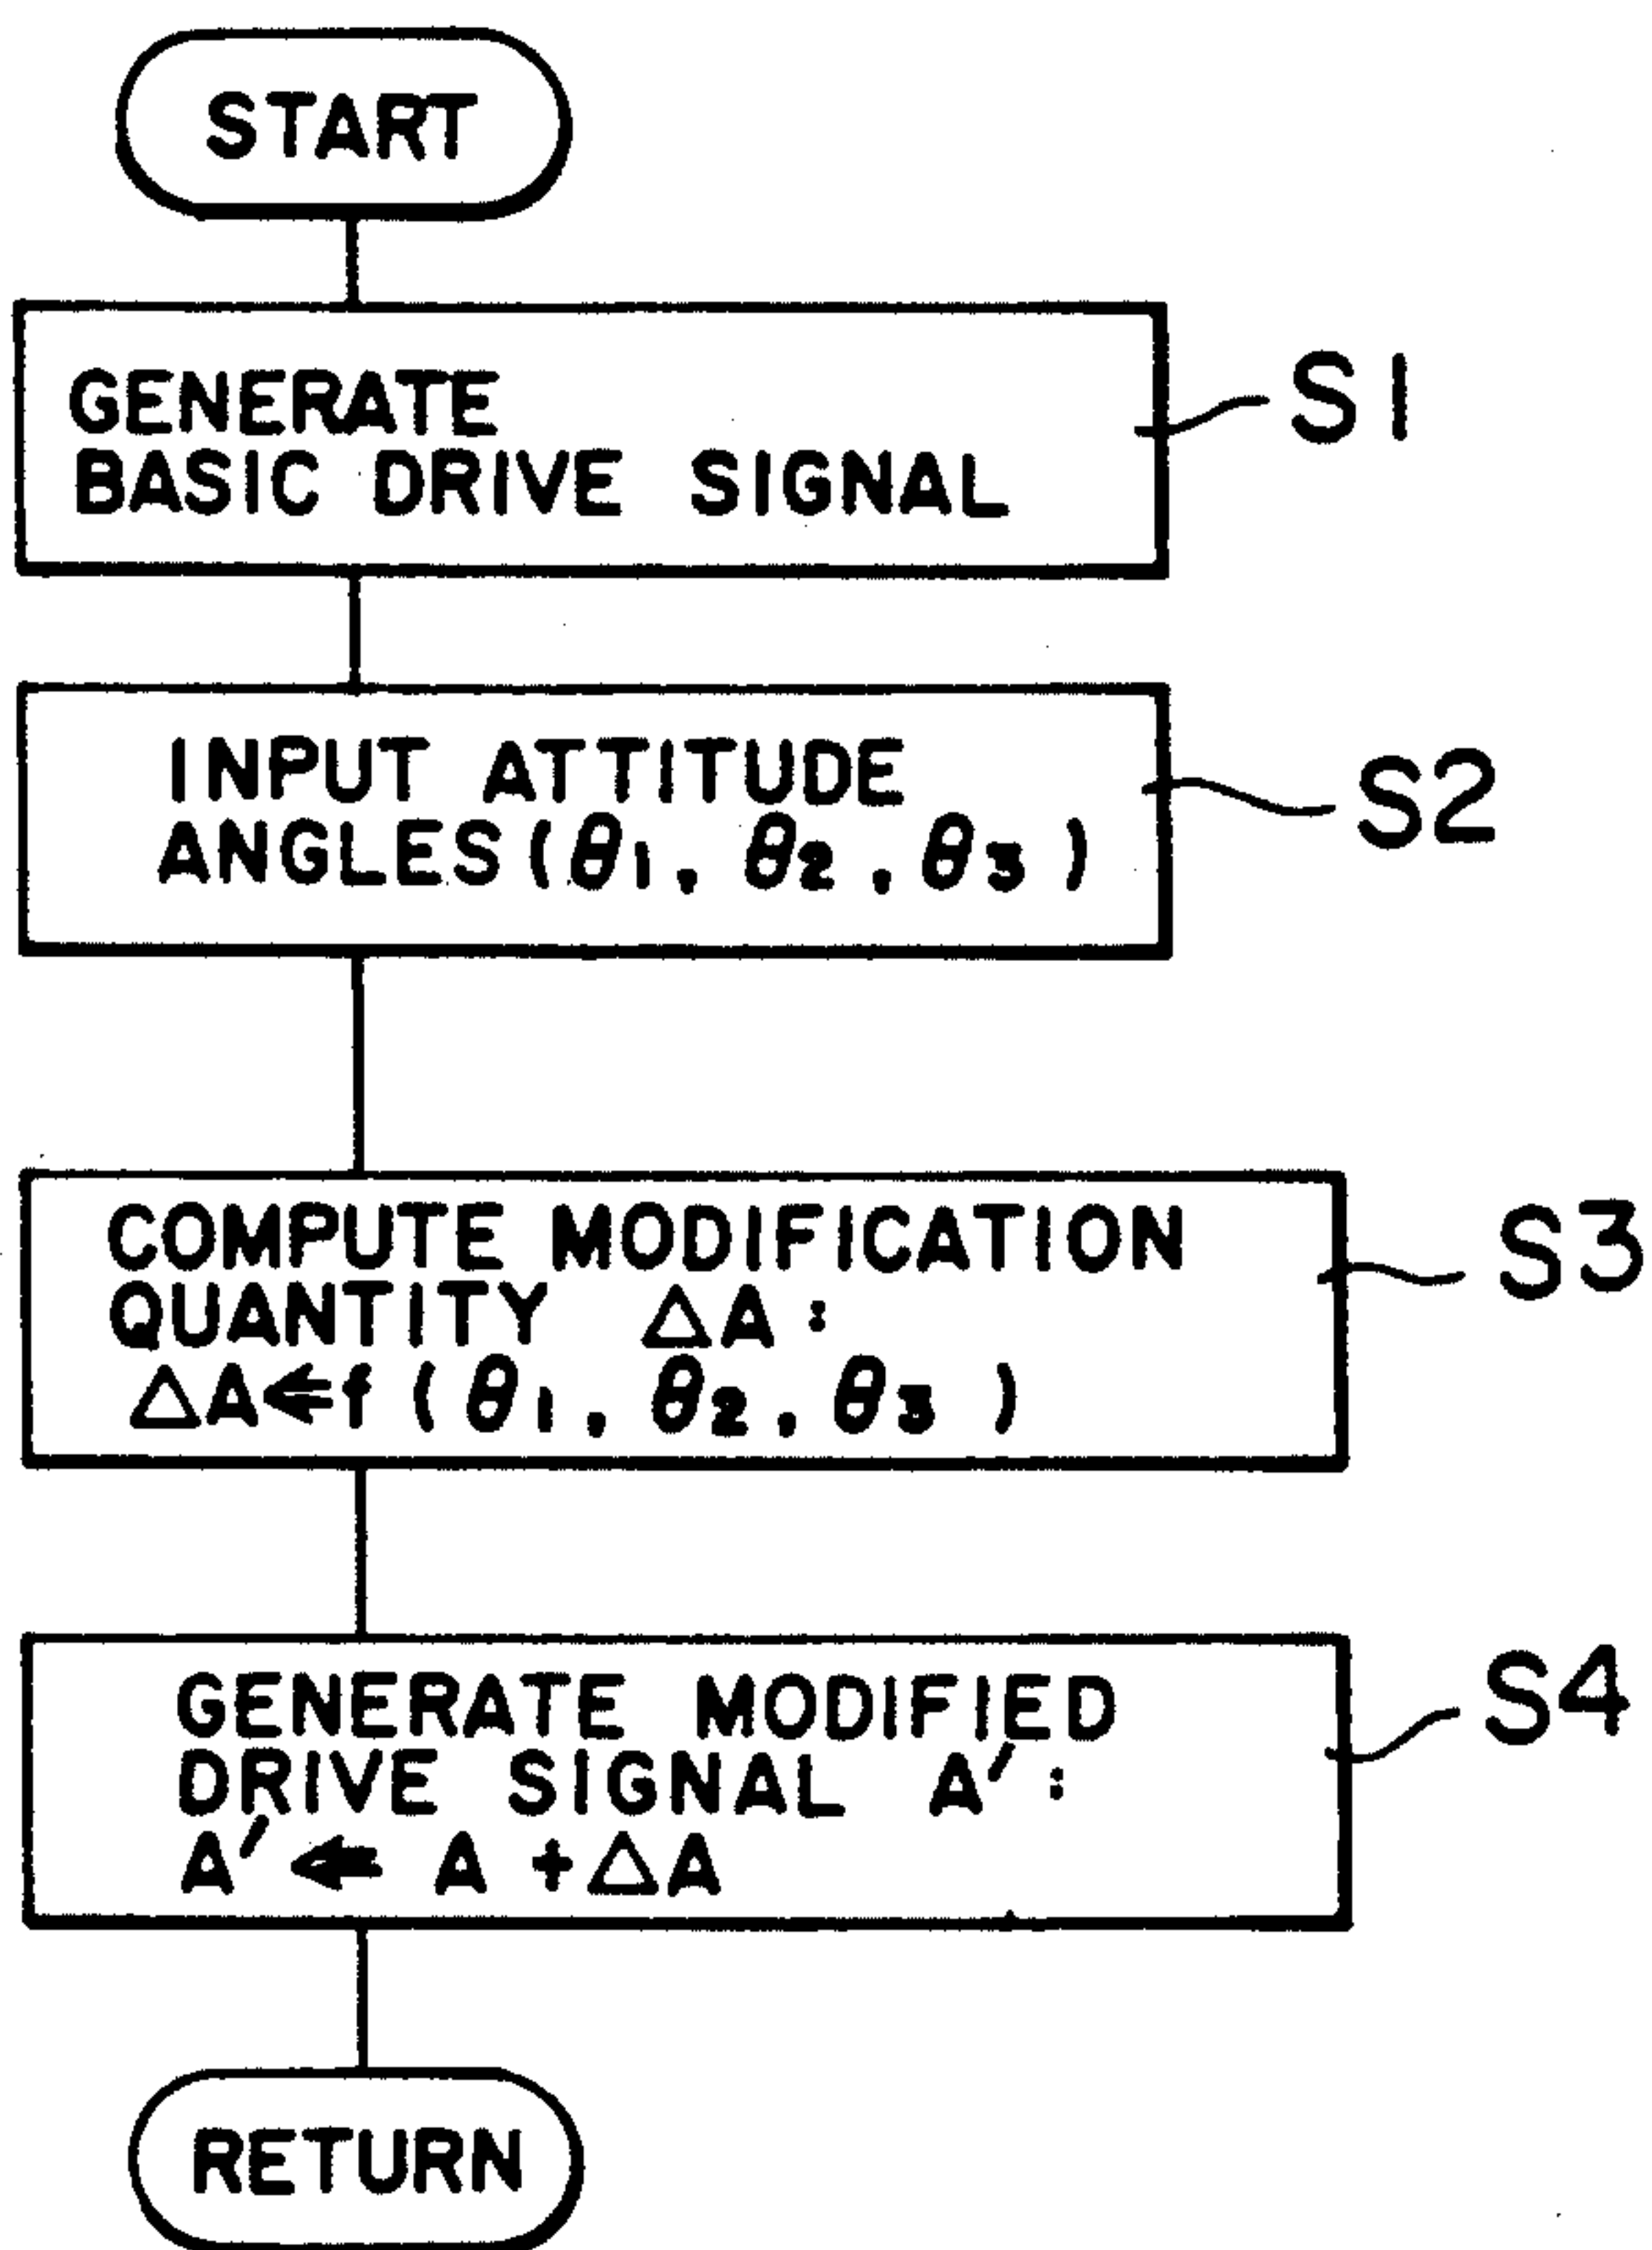 START
GENERATE
BASIC DRIVE SIGNAL
S1
INPUT ATTITUDE
ANGLES(θ1, θ2, θ3)
S2
COMPUTE MODIFICATION
QUANTITY ΔA:
ΔA⇐f(θ1, θ2, θ3)
S3
GENERATE MODIFIED
DRIVE SIGNAL A′:
A′⇐ A +ΔA
S4
RETURN